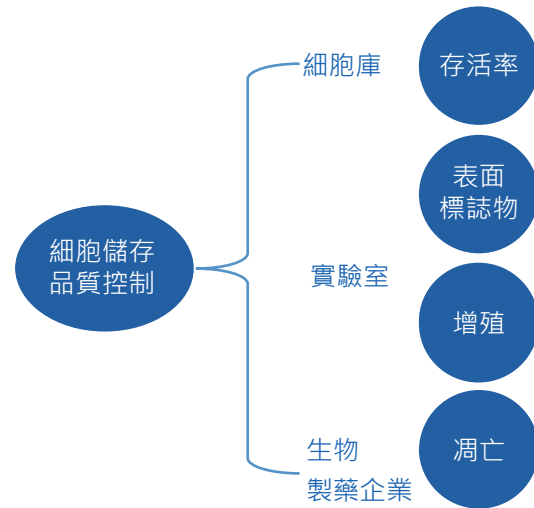 細胞儲存
品質控制
細胞庫
實驗室
生物
製藥企業
存活率
表面
標誌物
增殖
凋亡